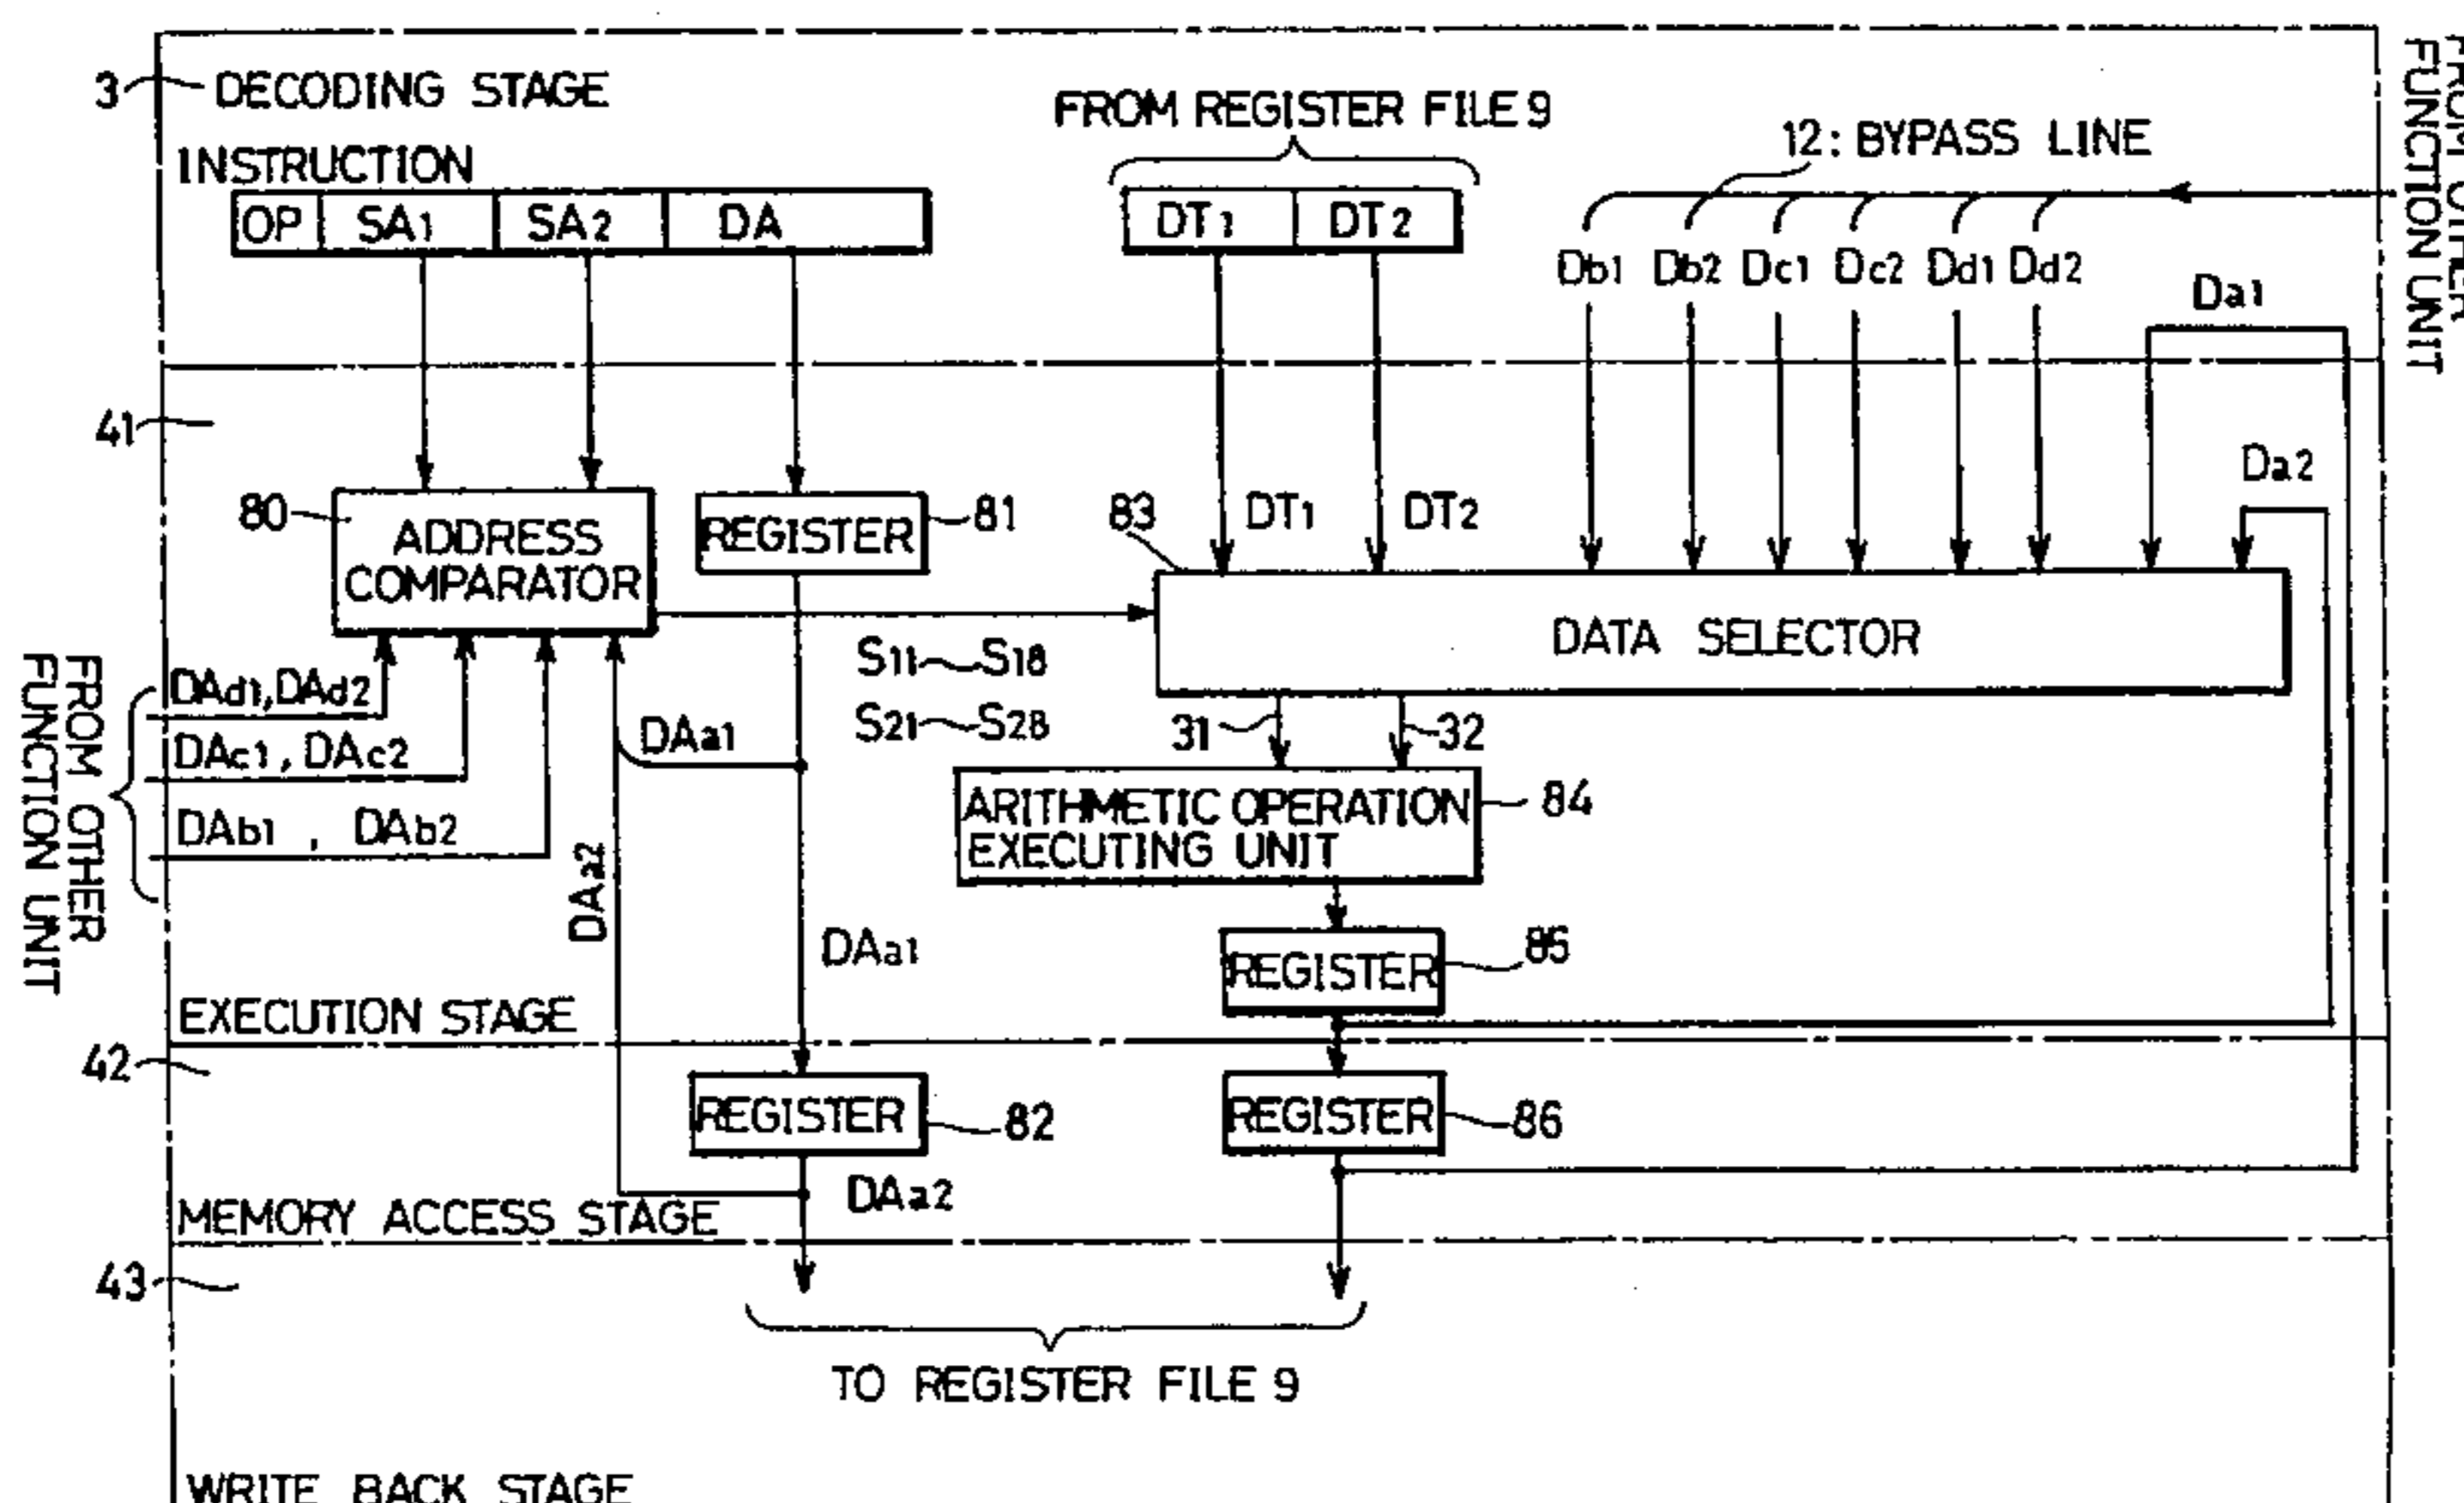 3 DECODING STAGE
INSTRUCTION
OP SA1 SA2 DA
FROM REGISTER FILE 9
DT1 DT2
12: BYPASS LINE
FROM OTHER
FUNCTION UNIT
Db1 Db2 Dc1 Dc2 Dd1 Dd2
Da1
Da2
41
80
ADDRESS
COMPARATOR
REGISTER
81
83
DT1
DT2
DATA SELECTOR
S11~S18
S21~S28
FROM OTHER
FUNCTION UNIT
DAd1,DAd2
DAc1, DAc2
DAb1, DAb2
DAa1
DAa2
31
32
ARITHMETIC OPERATION
EXECUTING UNIT
84
DAa1
REGISTER
85
EXECUTION STAGE
42
REGISTER
82
REGISTER
86
DAa2
MEMORY ACCESS STAGE
43
TO REGISTER FILE 9
WRITE BACK STAGE